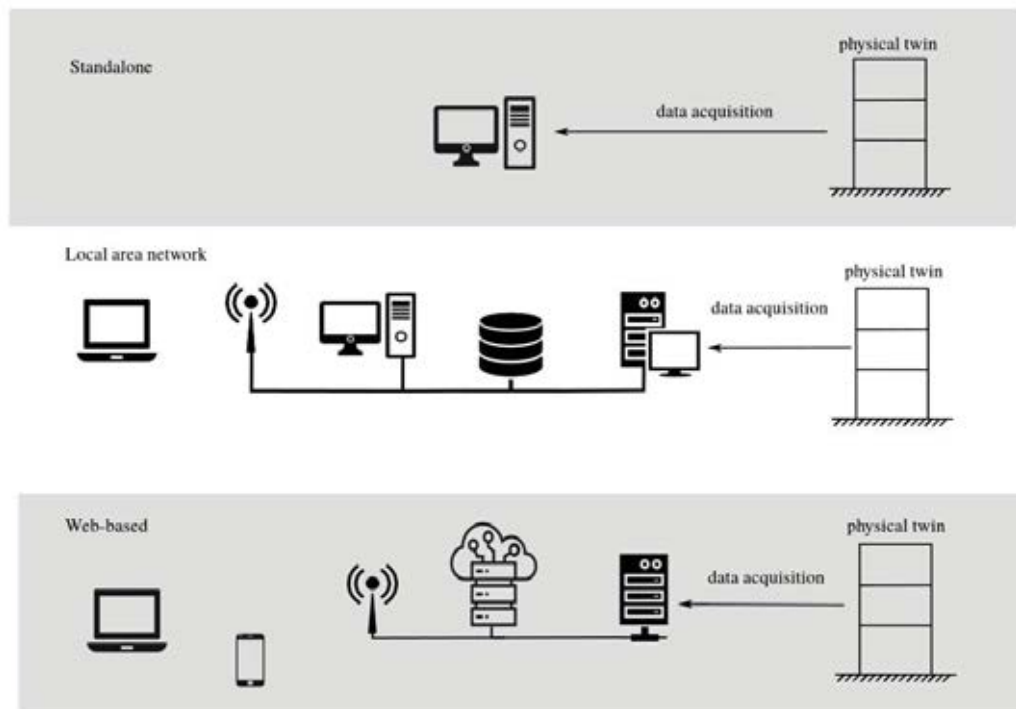 Standalone
physical twin
data acquisition
Local area network
physical twin
data acquisition
Web-based
physical twin
data acquisition